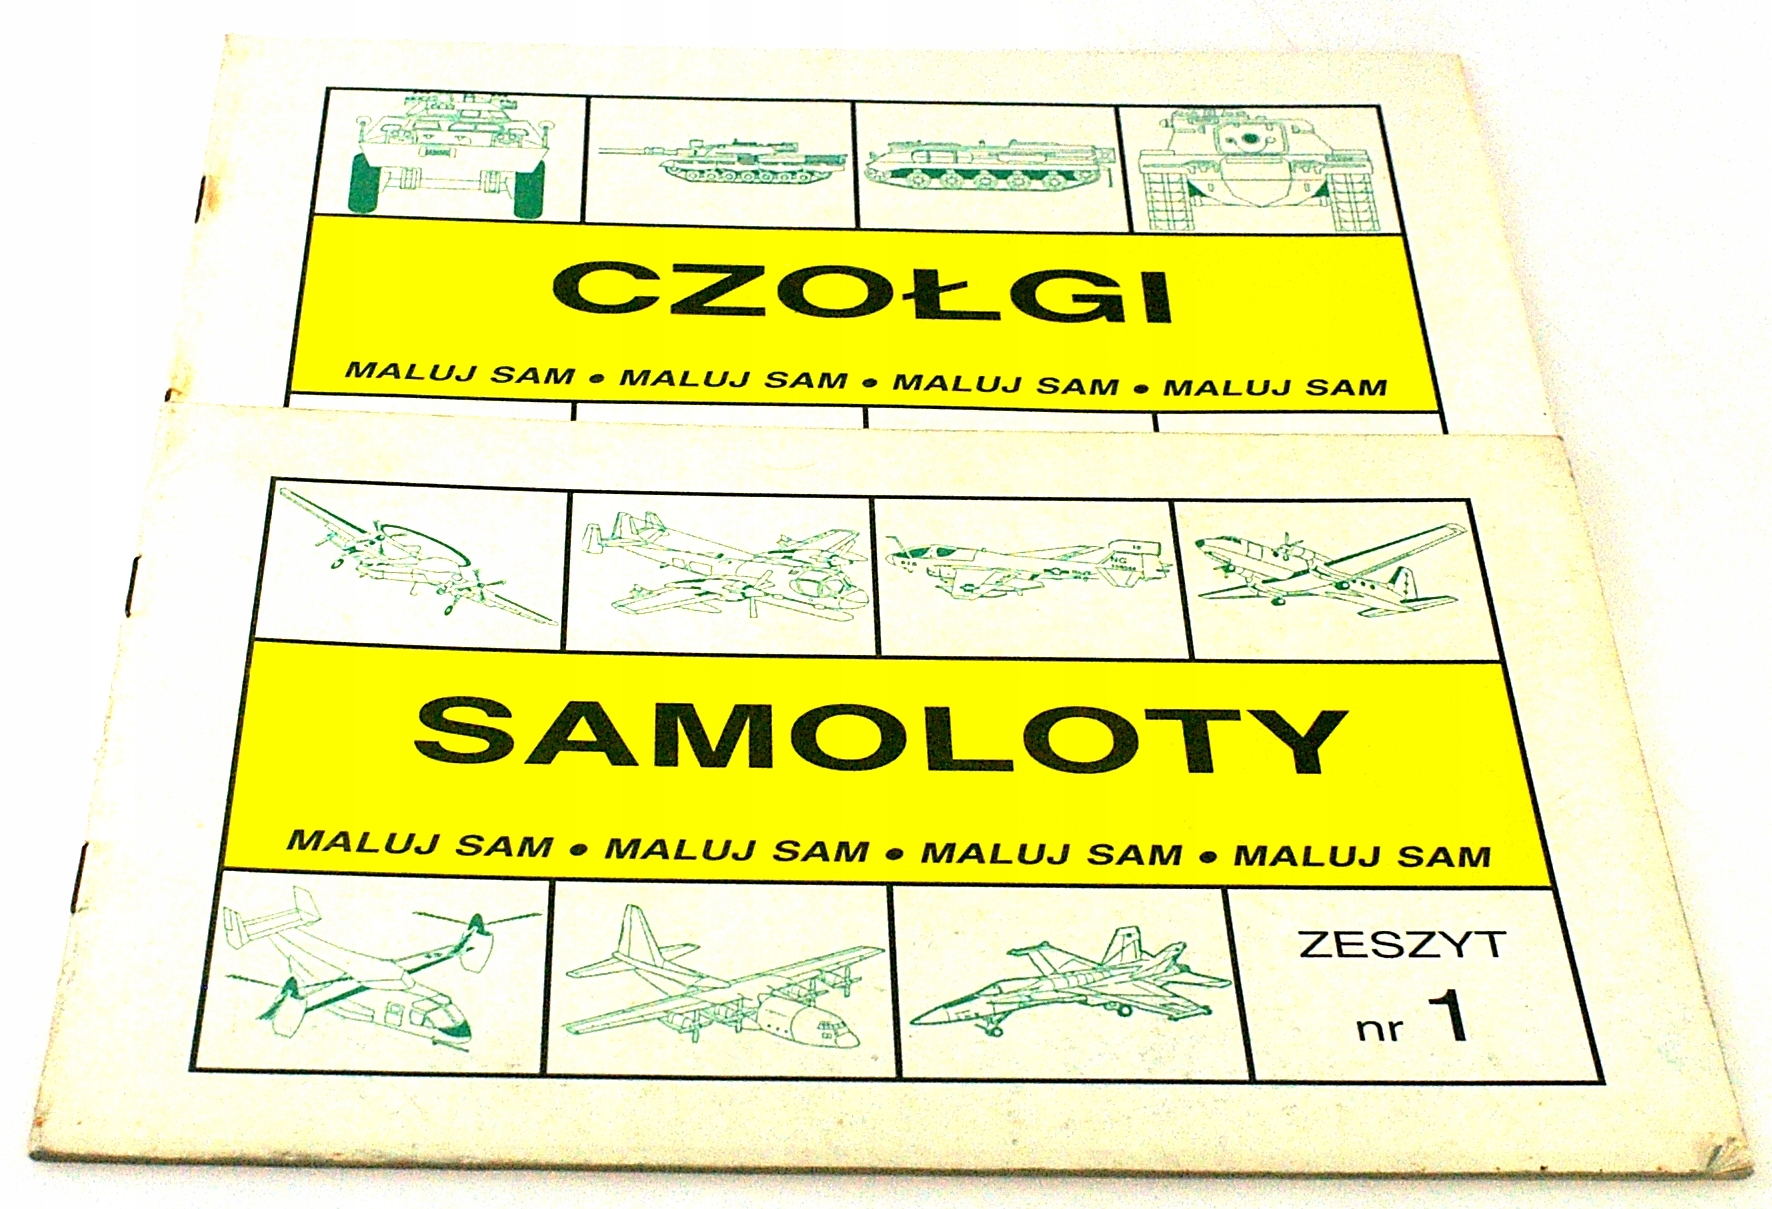 CZOŁGI
MALUJ SAM • MALUJ SAM • MALUJ SAM • MALUJ SAM
SAMOLOTY
MALUJ SAM • MALUJ SAM • MALUJ SAM • MALUJ SAM
ZESZYT
nr 1